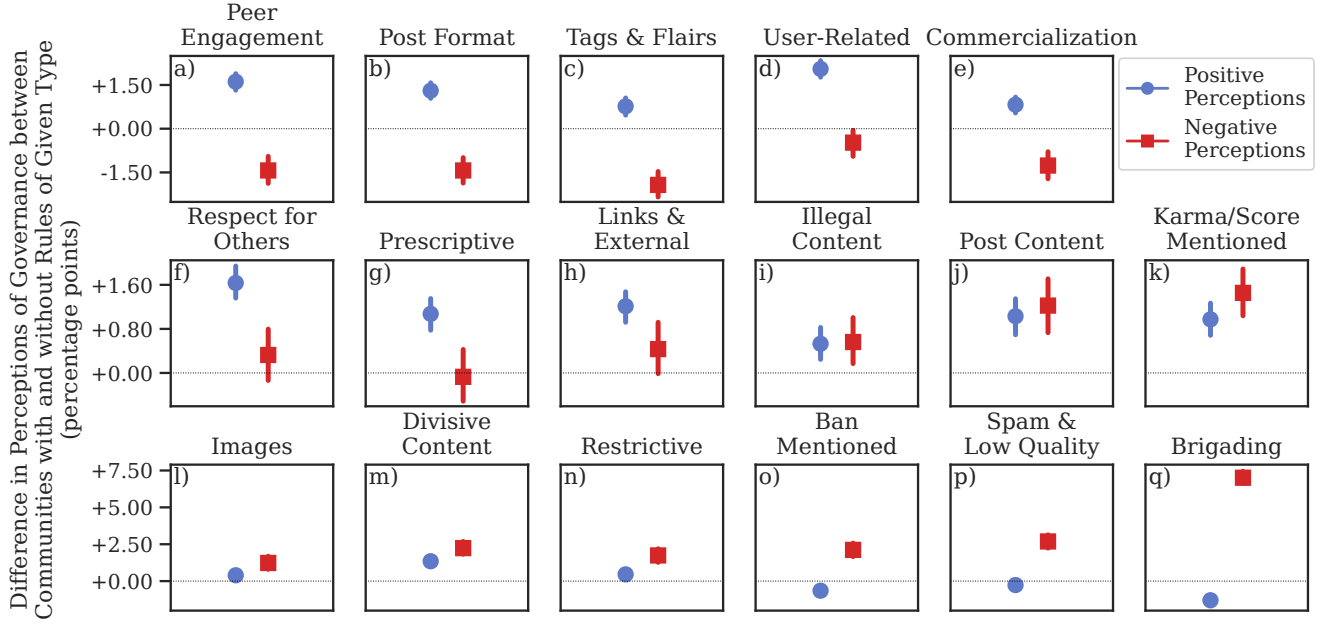 Difference in Perceptions of Governance between
Communities with and without Rules of Given Type
(percentage points)
Peer
Engagement
Post Format
Tags & Flairs
User-Related
Commercialization
a)
b)
c)
d)
e)
+1.50
+0.00
-1.50
Positive
Perceptions
Negative
Perceptions
Respect for
Others
Prescriptive
Links &
External
Illegal
Content
Post Content
Karma/Score
Mentioned
f)
g)
h)
i)
j)
k)
+1.60
+0.80
+0.00
Images
Divisive
Content
Restrictive
Ban
Mentioned
Spam &
Low Quality
Brigading
l)
m)
n)
o)
p)
q)
+7.50
+5.00
+2.50
+0.00